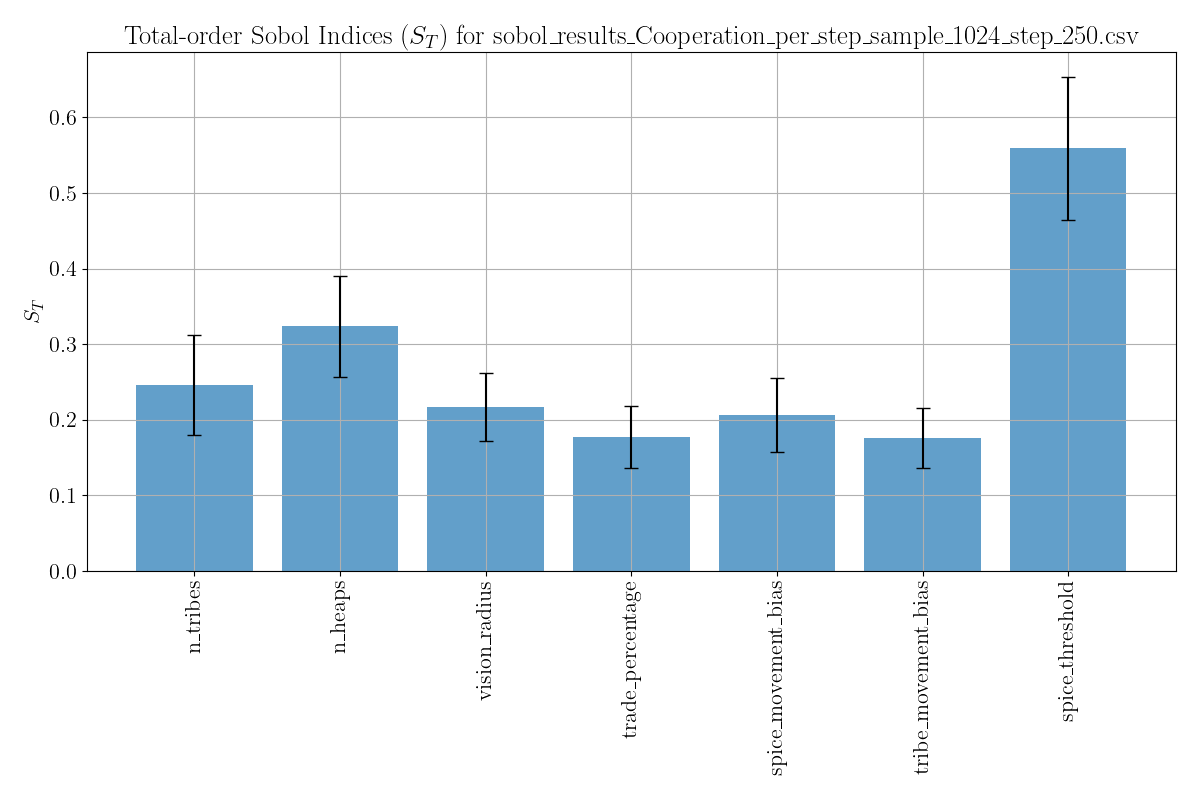 Total-order Sobol Indices (S_T) for sobol_results_Cooperation_per_step_sample_1024_step_250.csv
0.6
0.5
0.4
0.3
0.2
0.1
0.0
S_T
n_tribes
n_heaps
vision_radius
trade_percentage
spice_movement_bias
tribe_movement_bias
spice_threshold